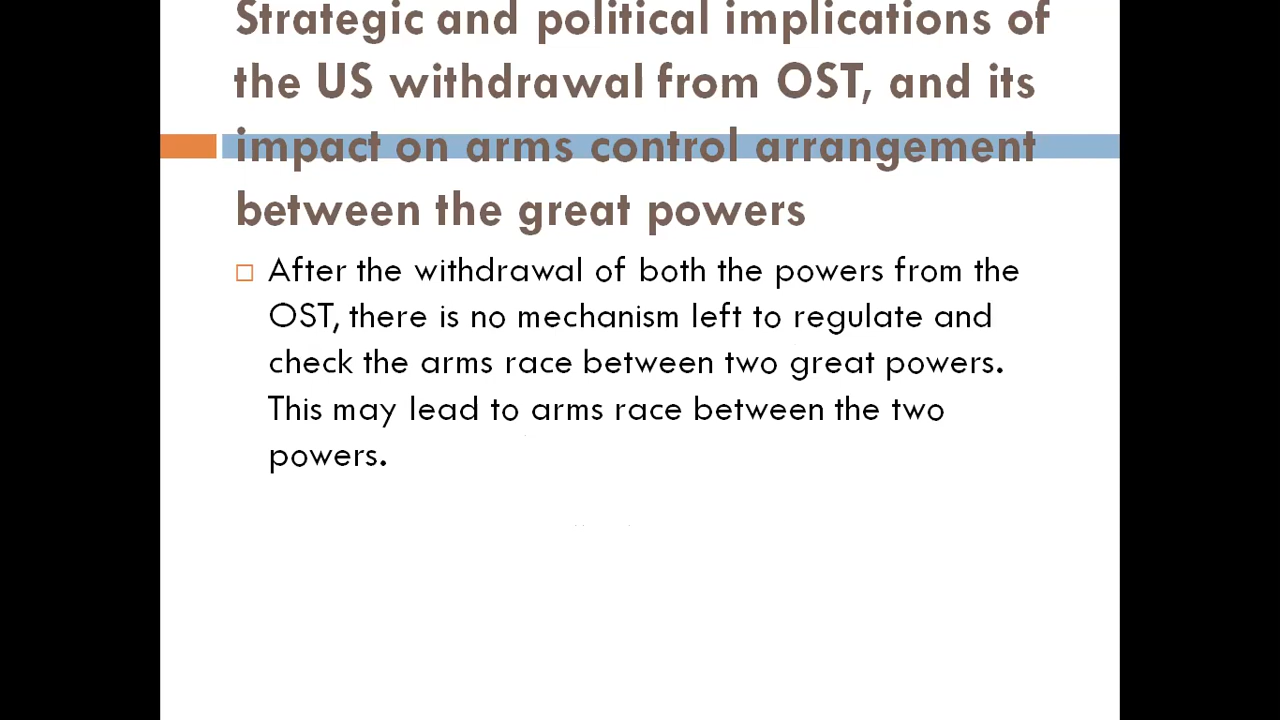 Strategic and political implications of
the US withdrawal from OST, and its
impact on arms control arrangement
between the great powers
After the withdrawal of both the powers from the
OST, there is no mechanism left to regulate and
check the arms race between two great powers.
This may lead to arms race between the two
powers.